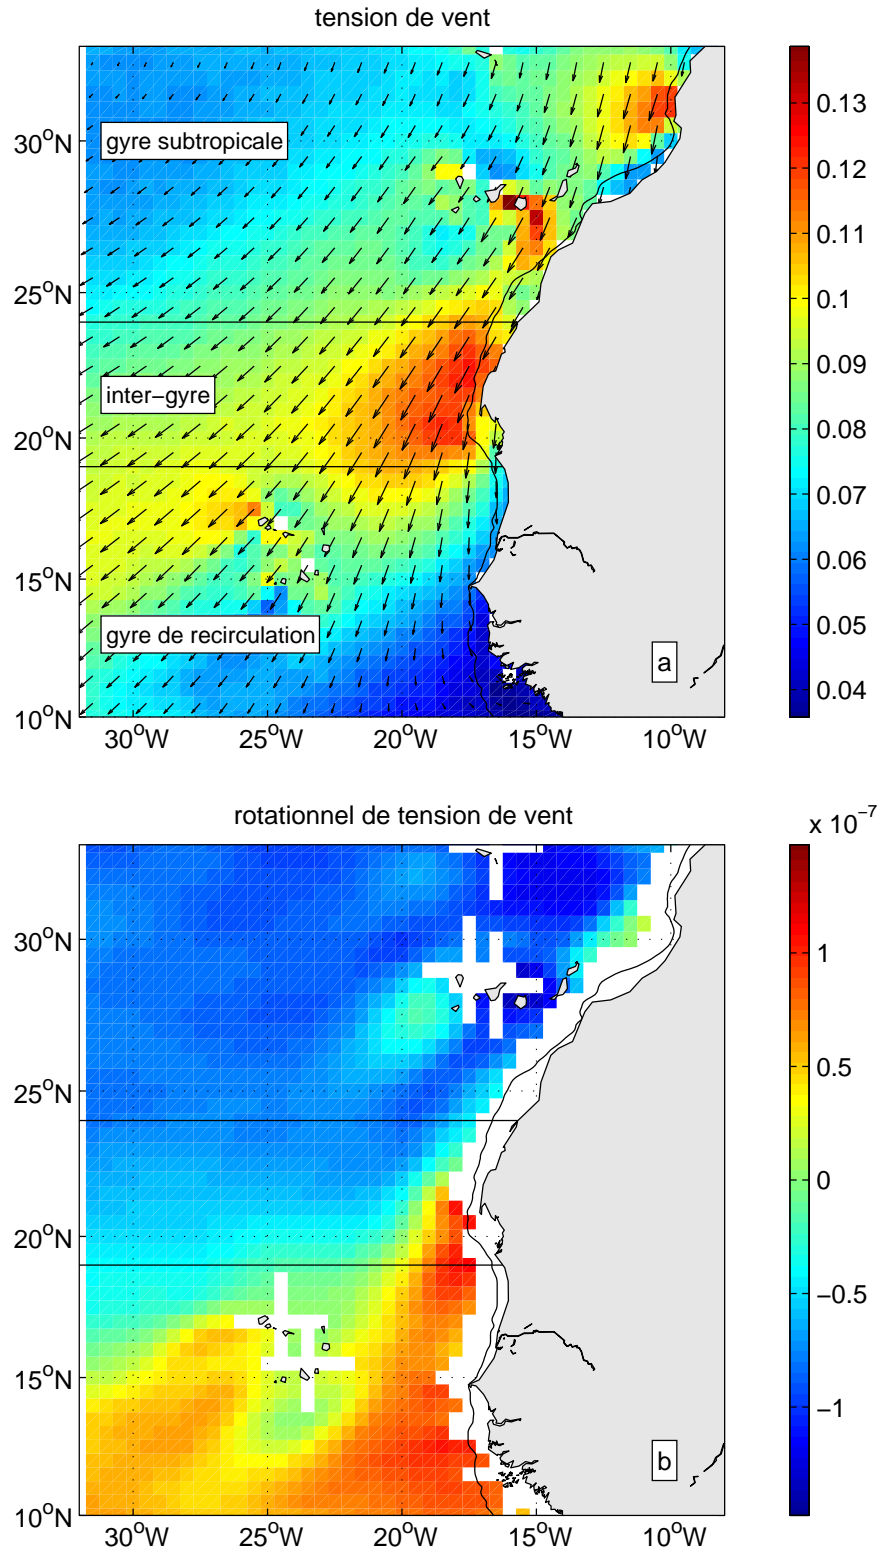 tension de vent
30°N
25°N
20°N
15°N
10°N
gyre subtropicale
inter−gyre
gyre de recirculation
a
30°W
25°W
20°W
15°W
10°W
0.13
0.12
0.11
0.1
0.09
0.08
0.07
0.06
0.05
0.04
rotationnel de tension de vent
x 10⁻⁷
30°N
25°N
20°N
15°N
10°N
b
30°W
25°W
20°W
15°W
10°W
1
0.5
0
−0.5
−1